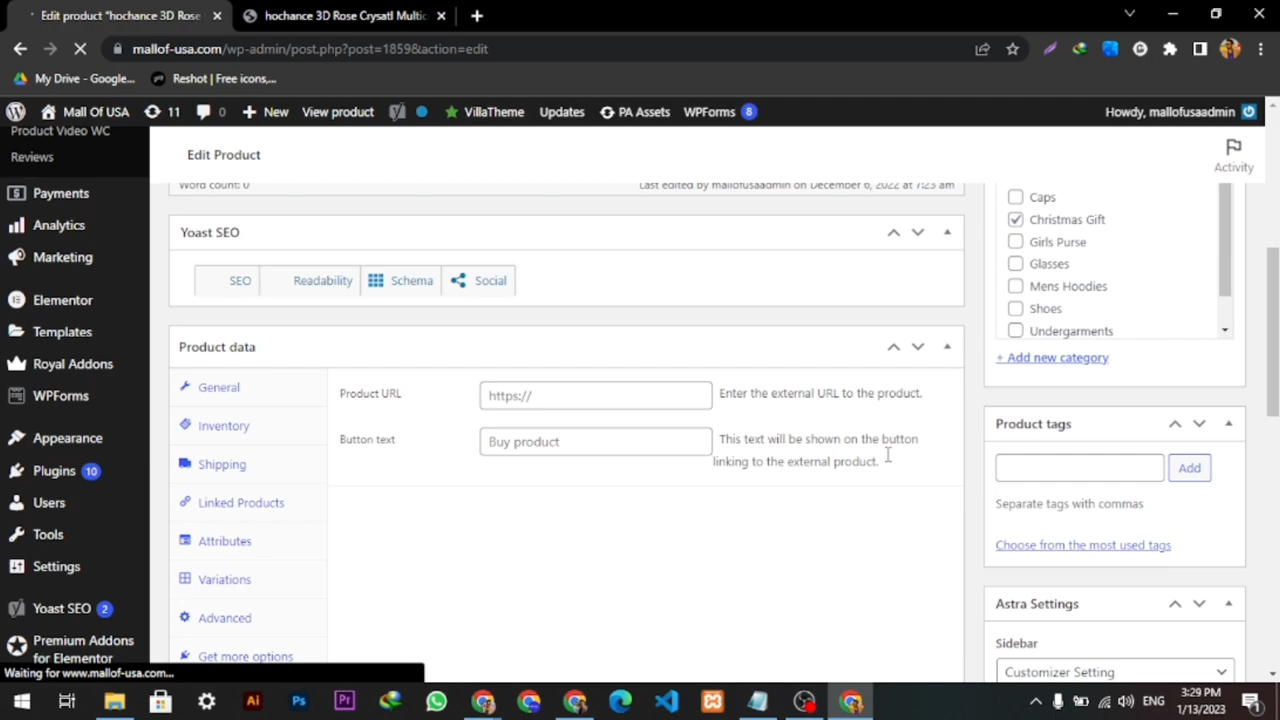 Edit product "hochance 3D Rose
hochance 3D Rose Crysatl Multic
mallof-usa.com/wp-admin/post.php?post=1859&action=edit
My Drive - Google...
Reshot | Free icons,...
Mall Of USA
11
0
New
View product
VillaTheme
Updates
PA Assets
WPForms
8
Howdy, mallofusaadmin
Product Video WC
Reviews
Payments
Analytics
Marketing
Elementor
Templates
Royal Addons
WPForms
Appearance
Plugins
10
Users
Tools
Settings
Yoast SEO
2
Premium Addons
for Elementor
Edit Product
Activity
Word count: 0
Last edited by mallofusaadmin on December 6, 2022 at 7:23 am
Yoast SEO
SEO
Readability
Schema
Social
Product data
General
Inventory
Shipping
Linked Products
Attributes
Variations
Advanced
Get more options
Product URL
https://
Enter the external URL to the product.
Button text
Buy product
This text will be shown on the button
linking to the external product.
Caps
Christmas Gift
Girls Purse
Glasses
Mens Hoodies
Shoes
Undergarments
+ Add new category
Product tags
Add
Separate tags with commas
Choose from the most used tags
Astra Settings
Sidebar
Customizer Setting
Waiting for www.mallof-usa.com...
Ai
Ps
Pr
ENG
3:29 PM
1/13/2023
1